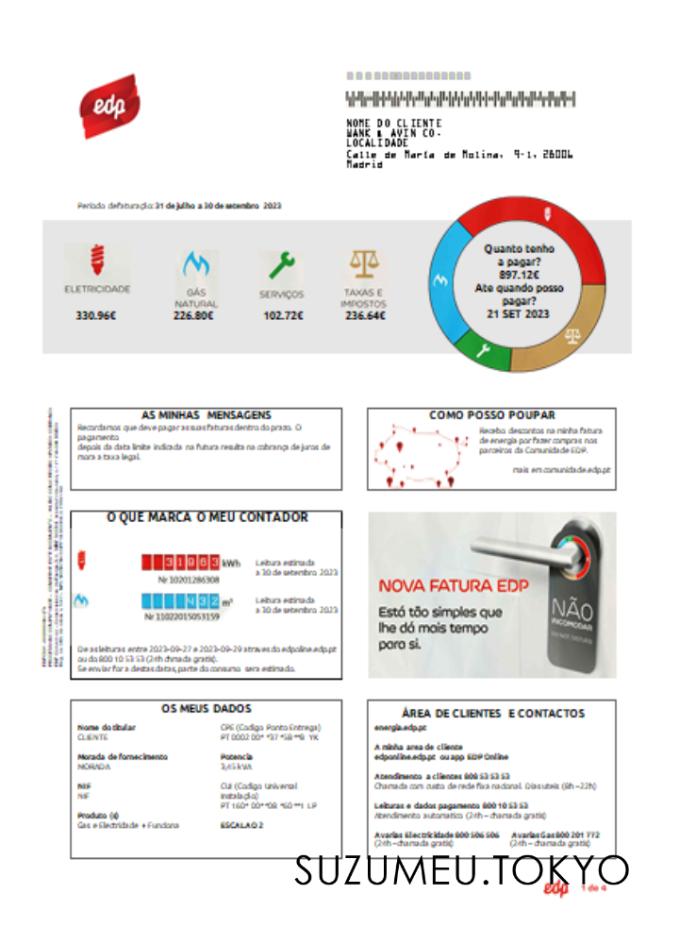 edp
NOME DO CLIENTE
WANK & AVIN CO.
LOCALIDADE
Calle de María de Molina, 9-1, 28006
Madrid
Período defaturação: 31 de julho a 30 de setembro 2023
ELETRICIDADE
330.96€
GÁS
NATURAL
226.80€
SERVIÇOS
102.72€
TAXAS E
IMPOSTOS
236.64€
Quanto tenho
a pagar?
897.12€
Ate quando posso
pagar?
21 SET 2023
AS MINHAS MENSAGENS
Recordamos que deve pagar as suas faturas dentro do prazo. O
pagamento
depois da data limite indicada na futura resulta na cobrança de juros de
mora a taxa legal.
COMO POSSO POUPAR
Receba descontos na minha fatura
de energia por fazer compras nos
parceiros da Comunidade EDP.
mais em comunidade.edp.pt
O QUE MARCA O MEU CONTADOR
31863 kWh
Nr 10201286308
Leitura estimada
a 30 de setembro 2023
432 m³
Nr 11022015053159
Leitura estimada
a 30 de setembro 2023
De as leituras entre 2023-09-27 e 2023-09-29 atraves do edpoline.edp.pt
ou do 800 10 53 53 (24h chamada gratis).
Se enviar for a destas datas, parte do consumo sera estimado.
NOVA FATURA EDP
Está tão simples que
lhe dá mais tempo
para si.
NÃO
INCOMODAR
OS MEUS DADOS
Nome do titular
CLIENTE
Morada de fornecimento
MORADA
NIF
NIF
Produto (s)
Gas e Electridade + Funciona
CPE (Codigo Ponto Entrega)
PT 0002 00* *37 *58 **8 YK
Potencia
3,45 kVA
CUI (Codigo Universal
Instalação)
PT 160* 00**08 *60 **1 LP
ESCALAO 2
ÀREA DE CLIENTES E CONTACTOS
energia.edp.pt
A minha area de cliente
edponline.edp.pt ou app EDP Online
Atendimento a clientes 808 53 53 53
Chamada com custo de rede fixa nadonal. Dias uteis (8h –22h)
Leituras e dados pagamento 800 10 53 53
Atendimento automatico (24h – chamada gratis)
Avarias Electricidade 800 506 506
(24h –chamada gratis)
Avarias Gas 800 201 772
(24h – chamada gratis)
SUZUMEU.TOKYO
edp 1 de 4